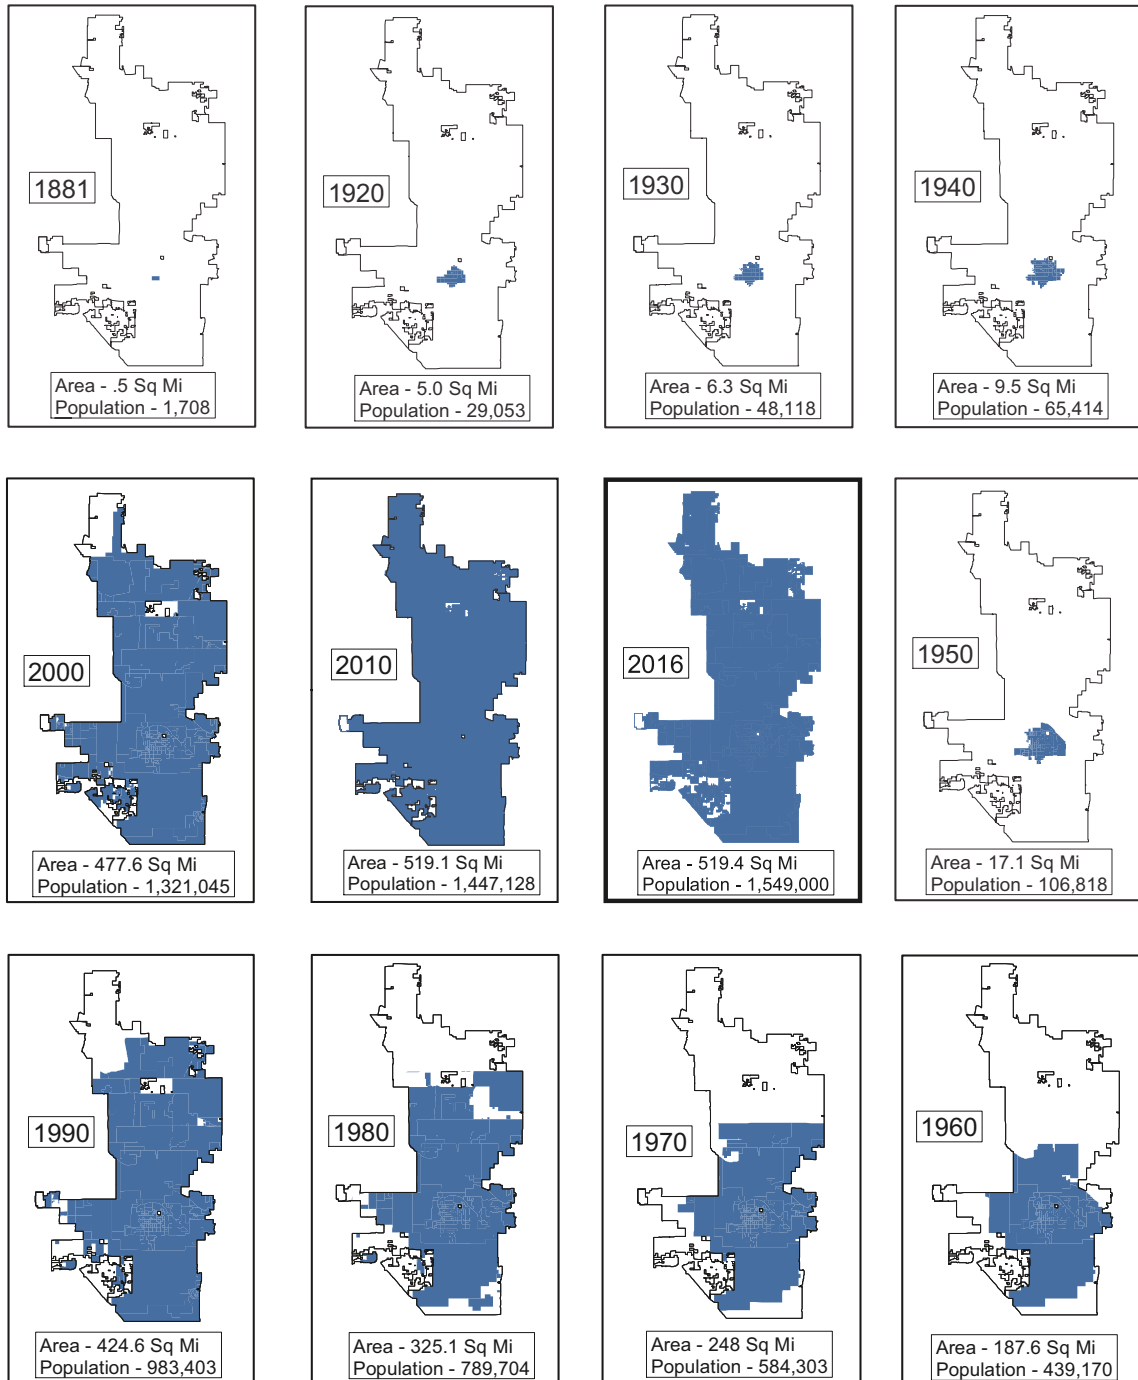 1881
Area - .5 Sq Mi
Population - 1,708
1920
Area - 5.0 Sq Mi
Population - 29,053
1930
Area - 6.3 Sq Mi
Population - 48,118
1940
Area - 9.5 Sq Mi
Population - 65,414
2000
Area - 477.6 Sq Mi
Population - 1,321,045
2010
Area - 519.1 Sq Mi
Population - 1,447,128
2016
Area - 519.4 Sq Mi
Population - 1,549,000
1950
Area - 17.1 Sq Mi
Population - 106,818
1990
Area - 424.6 Sq Mi
Population - 983,403
1980
Area - 325.1 Sq Mi
Population - 789,704
1970
Area - 248 Sq Mi
Population - 584,303
1960
Area - 187.6 Sq Mi
Population - 439,170